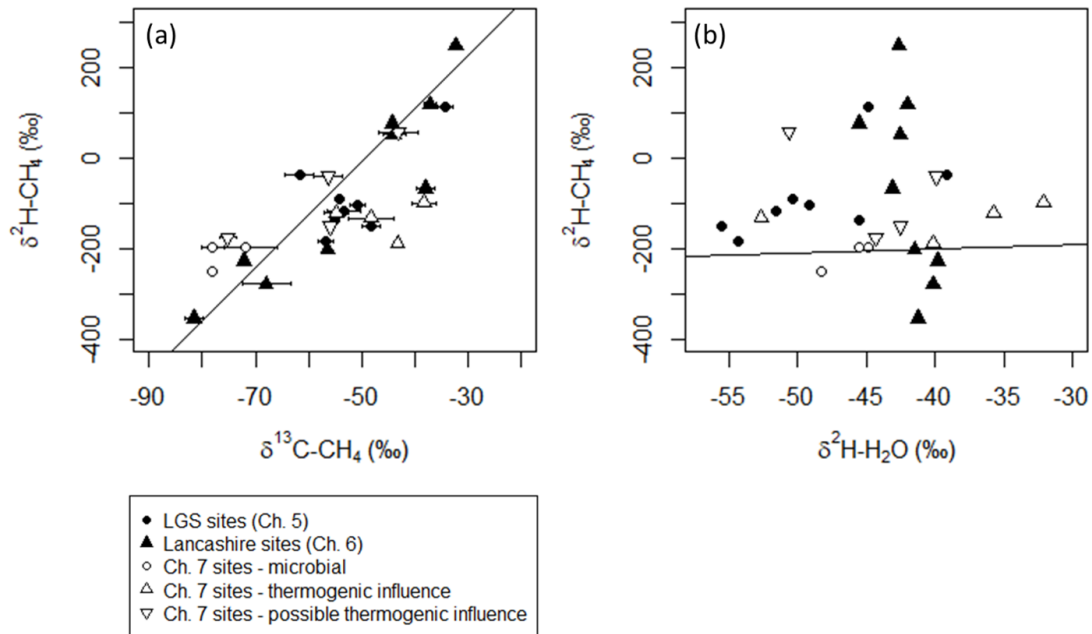 (a)
δ²H-CH₄ (‰)
200
0
-200
-400
-90
-70
-50
-30
δ¹³C-CH₄ (‰)
(b)
δ²H-CH₄ (‰)
200
0
-200
-400
-55
-50
-45
-40
-35
-30
δ²H-H₂O (‰)
LGS sites (Ch. 5)
Lancashire sites (Ch. 6)
Ch. 7 sites - microbial
Ch. 7 sites - thermogenic influence
Ch. 7 sites - possible thermogenic influence